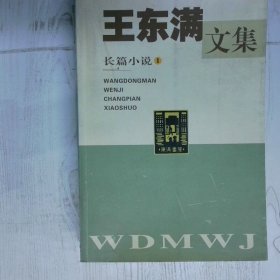 王东满
文集
长篇小说 1
WANGDONGMAN
WENJI
CHANGPIAN
XIAOSHUO
WDMWJ